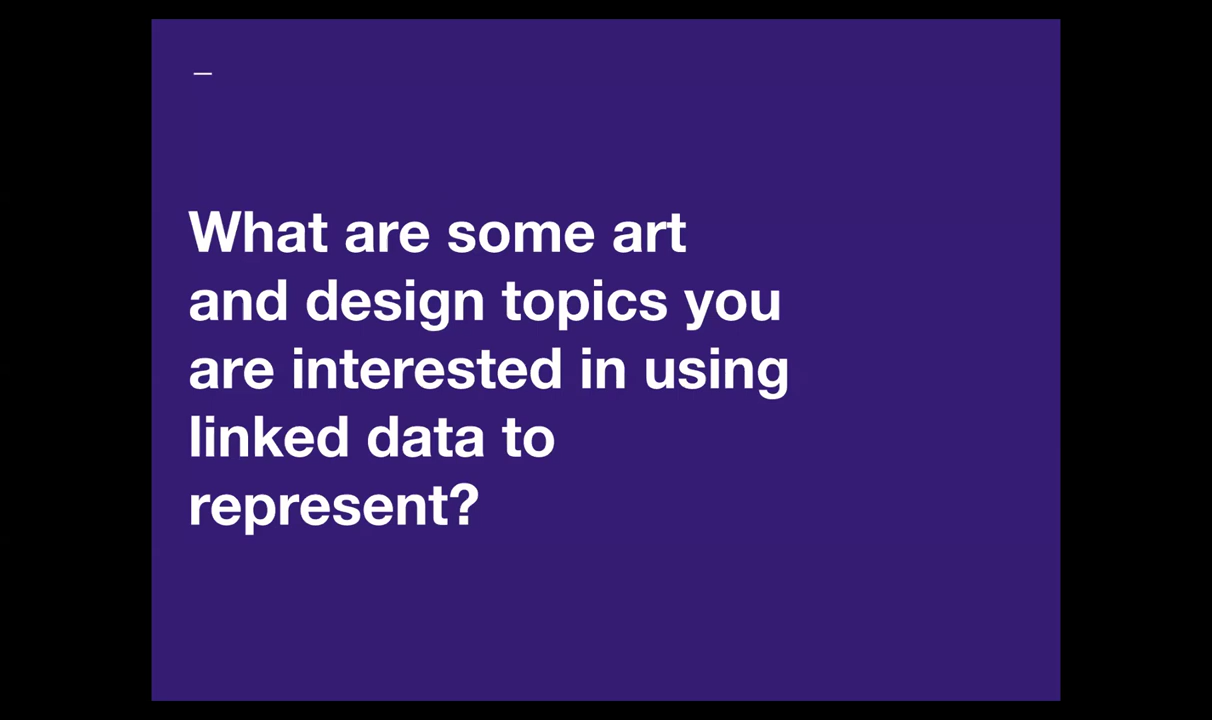 What are some art
and design topics you
are interested in using
linked data to
represent?